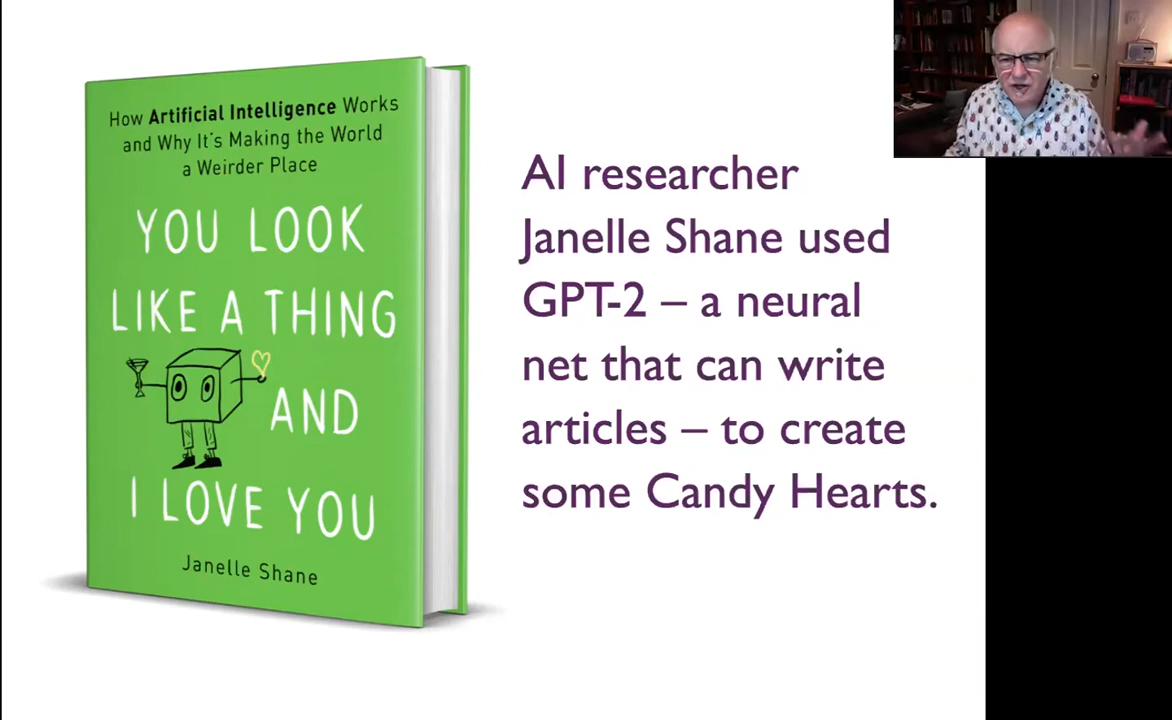 How Artificial Intelligence Works
and Why It's Making the World
a Weirder Place
YOU LOOK
LIKE A THING
AND
I LOVE YOU
Janelle Shane
AI researcher
Janelle Shane used
GPT-2 – a neural
net that can write
articles – to create
some Candy Hearts.